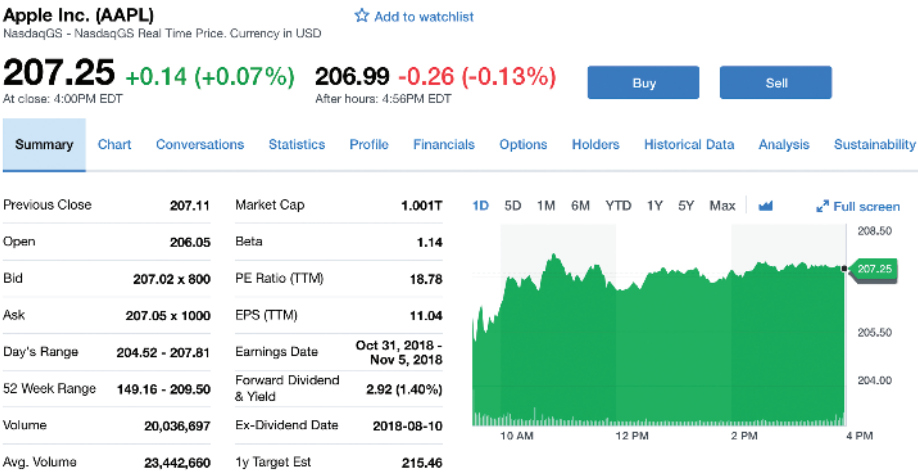 Apple Inc. (AAPL)
Add to watchlist
NasdaqGS - NasdaqGS Real Time Price. Currency in USD
207.25 +0.14 (+0.07%) 206.99 -0.26 (-0.13%)
At close: 4:00PM EDT After hours: 4:56PM EDT
Buy Sell
Summary Chart Conversations Statistics Profile Financials Options Holders Historical Data Analysis Sustainability
Previous Close 207.11
Open 206.05
Bid 207.02 x 800
Ask 207.05 x 1000
Day's Range 204.52 - 207.81
52 Week Range 149.16 - 209.50
Volume 20,036,697
Avg. Volume 23,442,660
Market Cap 1.001T
Beta 1.14
PE Ratio (TTM) 18.78
EPS (TTM) 11.04
Earnings Date Oct 31, 2018 -
Nov 5, 2018
Forward Dividend
& Yield 2.92 (1.40%)
Ex-Dividend Date 2018-08-10
1y Target Est 215.46
1D 5D 1M 6M YTD 1Y 5Y Max Full screen
208.50
207.25
205.50
204.00
10 AM 12 PM 2 PM 4 PM